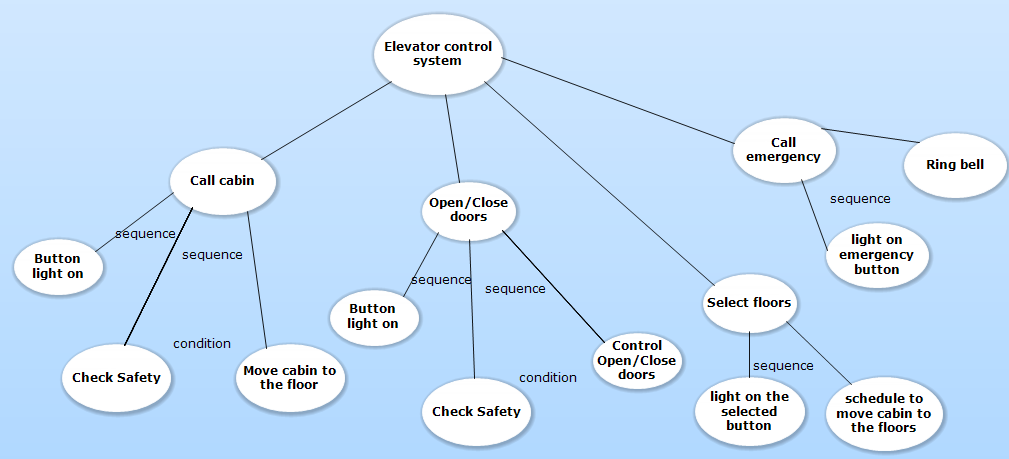 Elevator control
system
Call cabin
Call
emergency
Ring bell
Open/Close
doors
sequence
sequence
sequence
Button
light on
light on
emergency
button
sequence
sequence
Button
light on
Select floors
condition
Check Safety
Move cabin to
the floor
Control
Open/Close
doors
sequence
condition
Check Safety
light on the
selected
button
schedule to
move cabin to
the floors